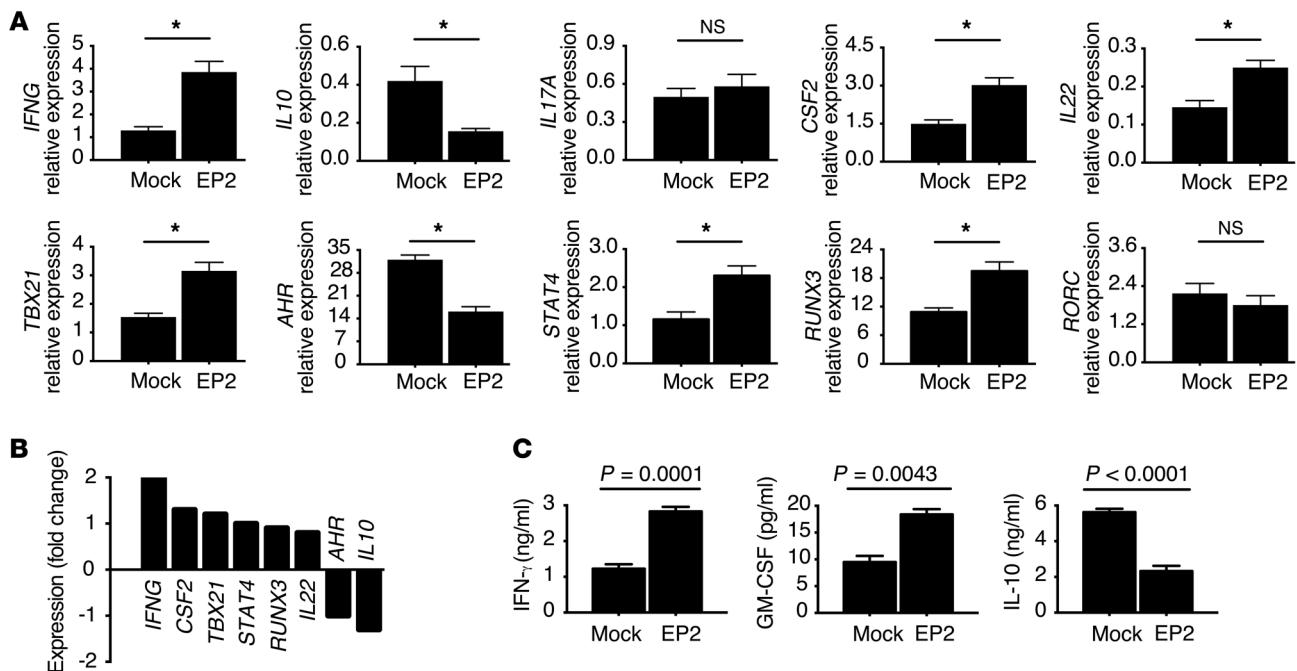 A
IFNG
relative expression
5
4
3
2
1
0
*
Mock EP2
IL10
relative expression
0.6
0.4
0.2
0.0
*
Mock EP2
IL17A
relative expression
0.9
0.6
0.3
0.0
NS
Mock EP2
CSF2
relative expression
4.5
3.0
1.5
0.0
*
Mock EP2
IL22
relative expression
0.3
0.2
0.1
0.0
*
Mock EP2
TBX21
relative expression
4
3
2
1
0
*
Mock EP2
AHR
relative expression
35
28
21
14
7
0
*
Mock EP2
STAT4
relative expression
3.0
2.0
1.0
0.0
*
Mock EP2
RUNX3
relative expression
24
18
12
6
0
*
Mock EP2
RORC
relative expression
3.6
2.4
1.2
0.0
NS
Mock EP2
B
Expression (fold change)
2
1
0
-1
-2
IFNG
CSF2
TBX21
STAT4
RUNX3
IL22
AHR
IL10
C
P = 0.0001
IFN-γ (ng/ml)
3
2
1
0
Mock EP2
P = 0.0043
GM-CSF (pg/ml)
20
15
10
5
0
Mock EP2
P < 0.0001
IL-10 (ng/ml)
6
4
2
0
Mock EP2